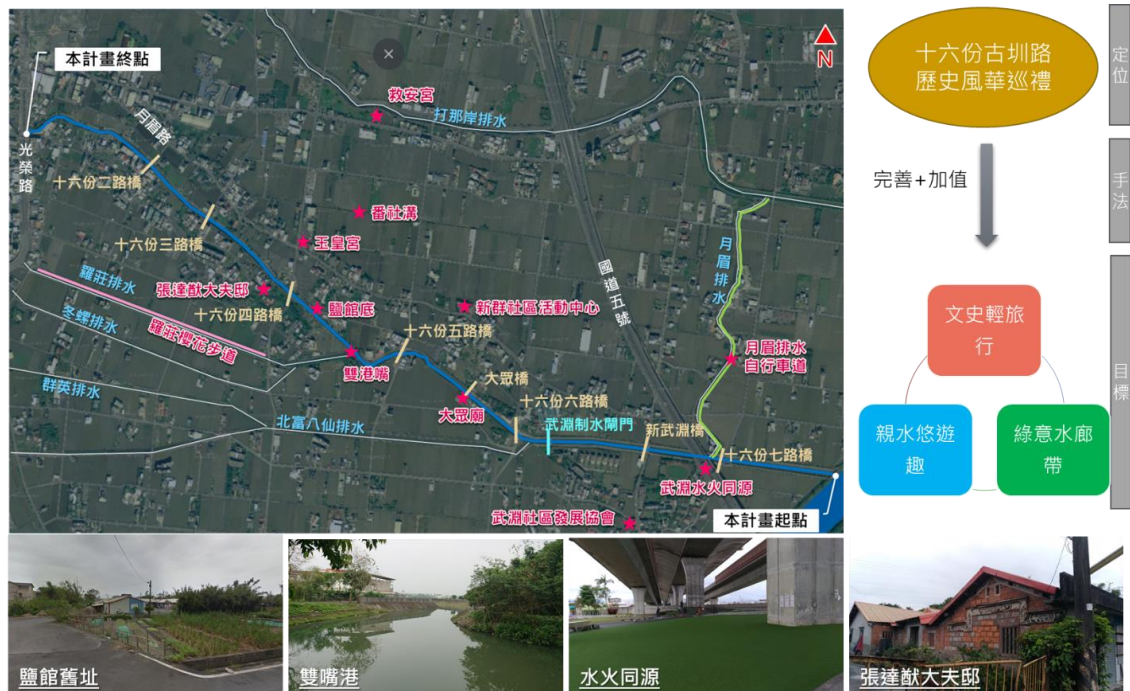 本計畫終點
N
救安宮
打那岸排水
月眉路
光榮路
十六份二路橋
番社溝
十六份三路橋
玉皇宮
國道五號
月眉排水
羅莊排水
張達猷大夫邸
鹽館底
新群社區活動中心
十六份四路橋
冬螺排水
羅莊櫻花步道
十六份五路橋
雙港嘴
月眉排水
自行車道
群英排水
大眾橋
大眾廟
十六份六路橋
北富八仙排水
武淵制水閘門
新武淵橋
十六份七路橋
武淵水火同源
武淵社區發展協會
本計畫起點
鹽館舊址
雙嘴港
水火同源
張達猷大夫邸
十六份古圳路
歷史風華巡禮
定位
完善+加值
手法
文史輕旅
行
目標
親水悠遊
趣
綠意水廊
帶